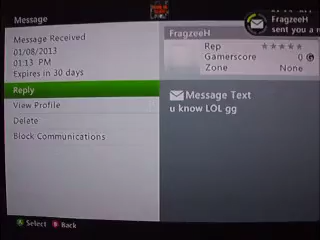 Message
FragzeeH
sent you a
Message Received
01/08/2013
01:13 PM
Expires in 30 days
FragzeeH
Rep
Gamerscore 0 G
Zone None
Reply
View Profile
Delete
Block Communications
Message Text
u know LOL gg
A Select B Back